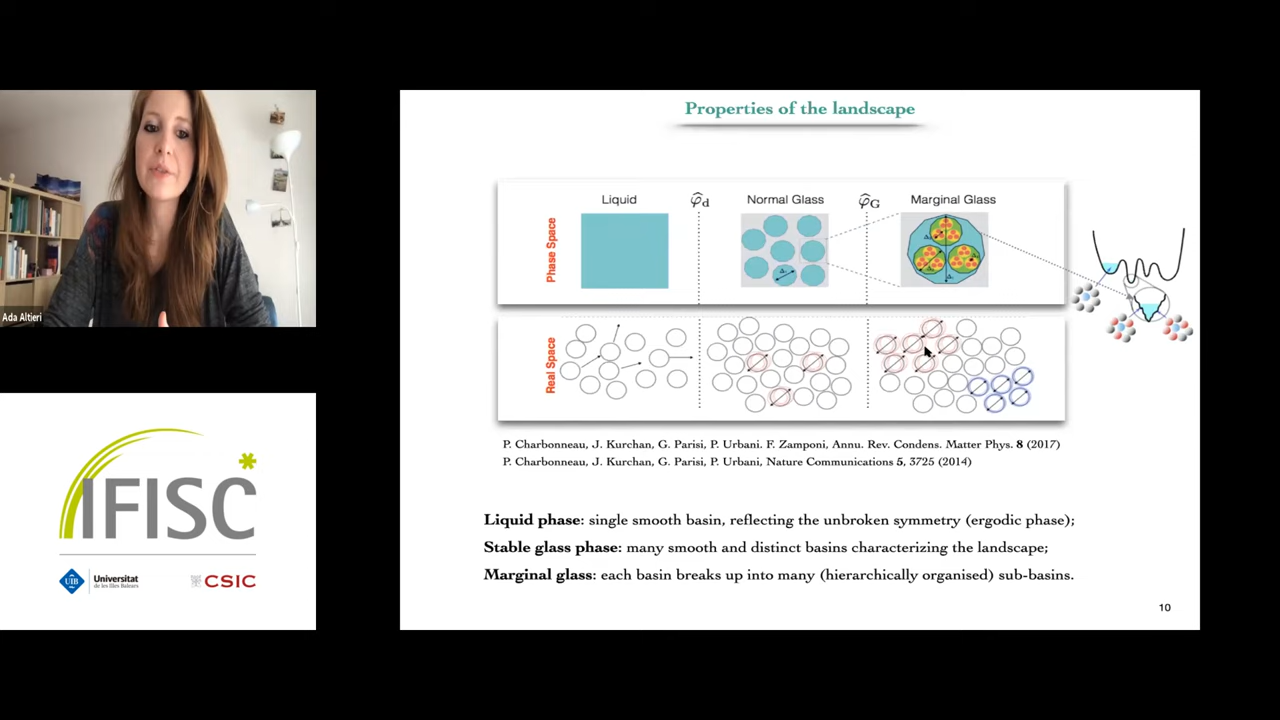 Properties of the landscape
Liquid
φ̂d
Normal Glass
φ̂G
Marginal Glass
Phase Space
Real Space
P. Charbonneau, J. Kurchan, G. Parisi, P. Urbani. F. Zamponi, Annu. Rev. Condens. Matter Phys. 8 (2017)
P. Charbonneau, J. Kurchan, G. Parisi, P. Urbani, Nature Communications 5, 3725 (2014)
Liquid phase: single smooth basin, reflecting the unbroken symmetry (ergodic phase);
Stable glass phase: many smooth and distinct basins characterizing the landscape;
Marginal glass: each basin breaks up into many (hierarchically organised) sub-basins.
10
Ada Altieri
IFISC
UIB
Universitat
de les Illes Balears
CSIC